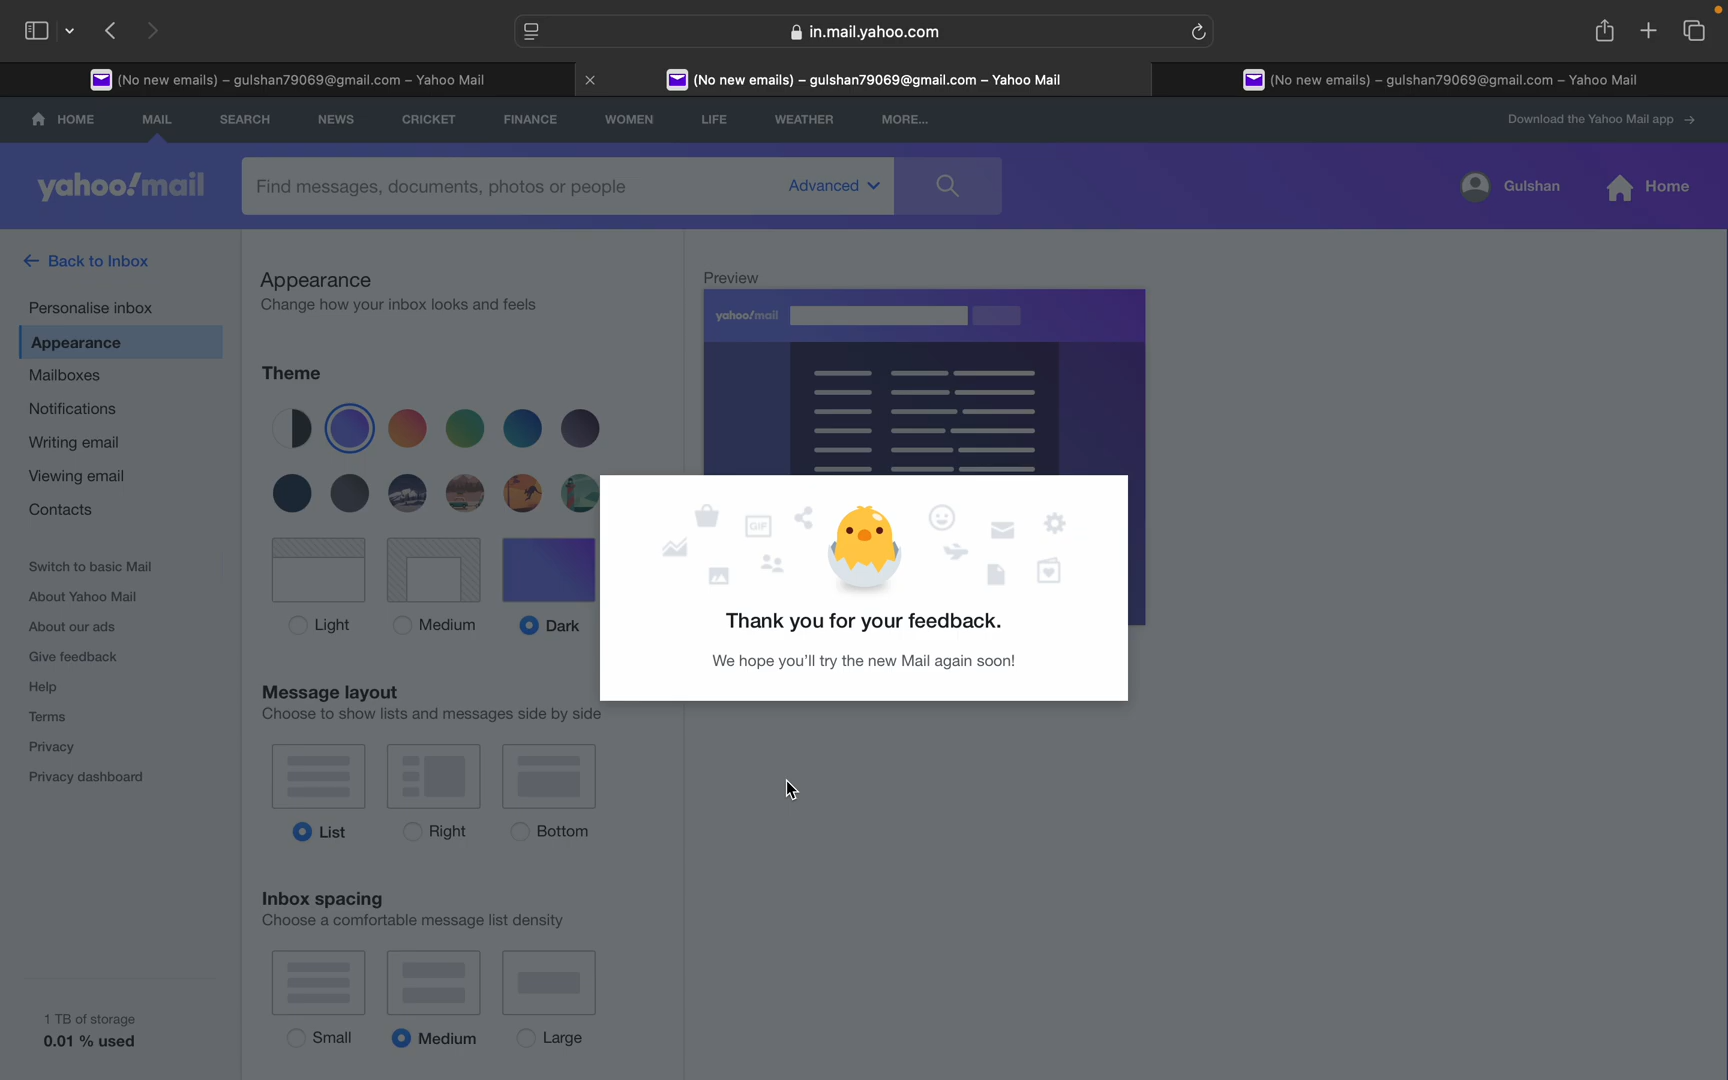 in.mail.yahoo.com
(No new emails) – gulshan79069@gmail.com – Yahoo Mail
(No new emails) – gulshan79069@gmail.com – Yahoo Mail
(No new emails) – gulshan79069@gmail.com – Yahoo Mail
HOME MAIL SEARCH NEWS CRICKET FINANCE WOMEN LIFE WEATHER MORE...
Download the Yahoo Mail app →
yahoo!mail
Find messages, documents, photos or people
Advanced
Gulshan
Home
← Back to Inbox
Personalise inbox
Appearance
Mailboxes
Notifications
Writing email
Viewing email
Contacts
Switch to basic Mail
About Yahoo Mail
About our ads
Give feedback
Help
Terms
Privacy
Privacy dashboard
1 TB of storage
0.01 % used
Appearance
Change how your inbox looks and feels
Theme
Light Medium Dark
Message layout
Choose to show lists and messages side by side
List Right Bottom
Inbox spacing
Choose a comfortable message list density
Small Medium Large
Preview
yahoo!mail
GIF
Thank you for your feedback.
We hope you'll try the new Mail again soon!